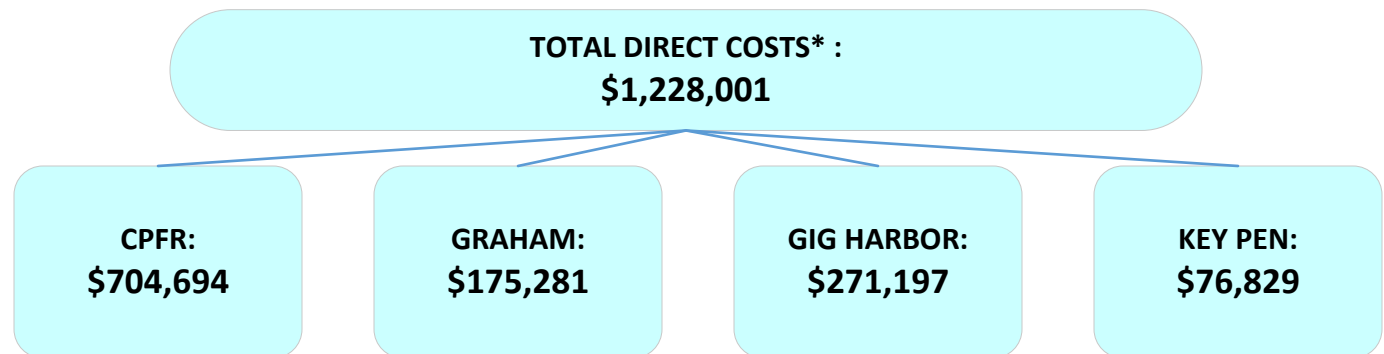 TOTAL DIRECT COSTS* :
$1,228,001
CPFR:
$704,694
GRAHAM:
$175,281
GIG HARBOR:
$271,197
KEY PEN:
$76,829